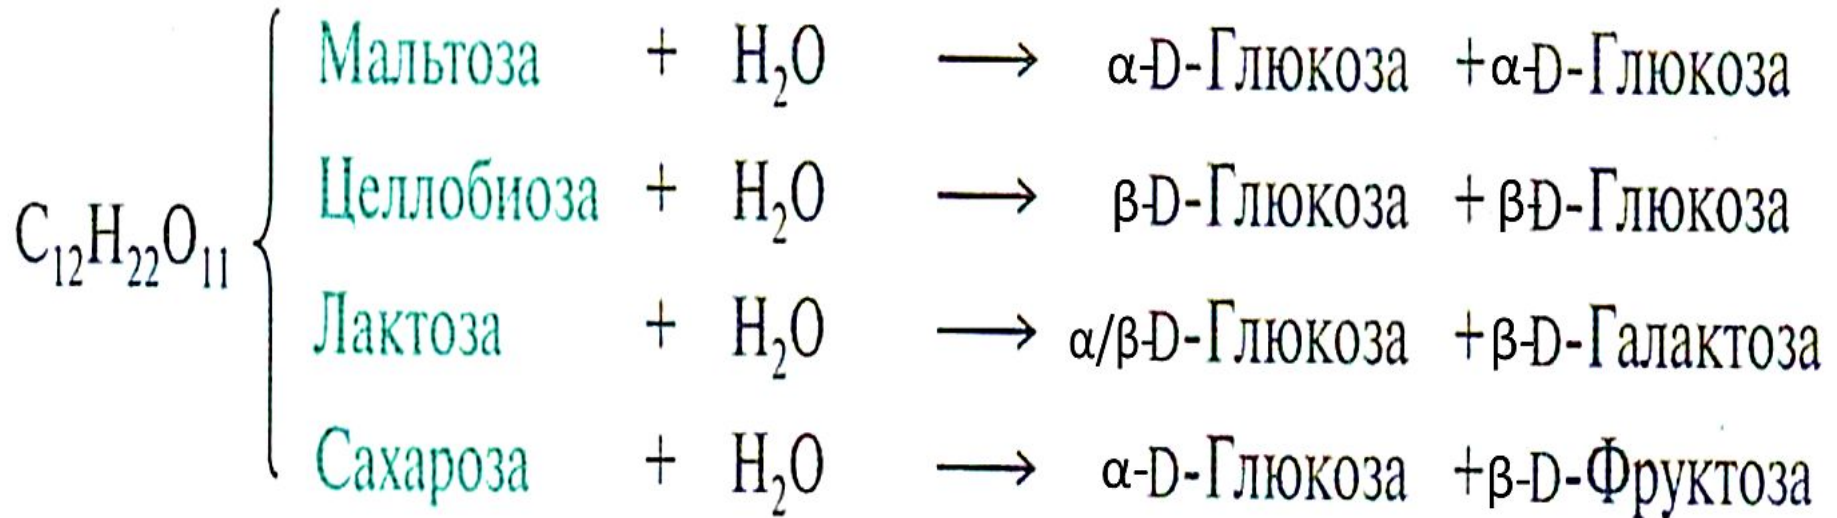 Мальтоза + H₂O → α-D-Глюкоза +α-D-Глюкоза
Целлобиоза + H₂O → β-D-Глюкоза +β-D-Глюкоза
C₁₂H₂₂O₁₁
Лактоза + H₂O → α/β-D-Глюкоза +β-D-Галактоза
Сахароза + H₂O → α-D-Глюкоза +β-D-Фруктоза